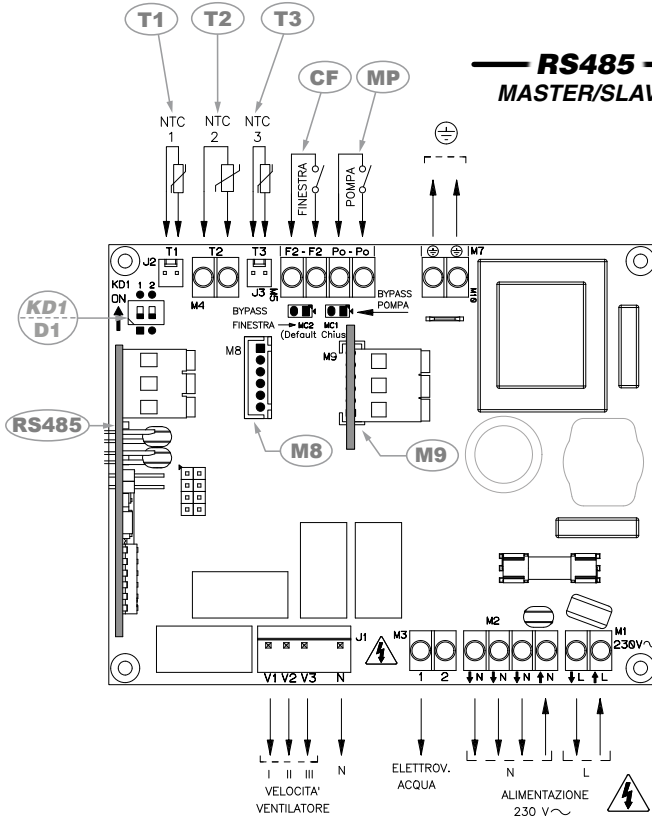 T1 T2 T3
RS485
MASTER/SLAV
CF MP
NTC 1
NTC 2
NTC 3
FINESTRA
POMPA
J2 T1 T2 T3 F2 - F2 Po - Po M7
KD1 1 2
ON
M4
J3 M5
M10
KD1
D1
BYPASS
FINESTRA
MC2 MC1
(Default Chius
BYPASS
POMPA
M8
M9
RS485
M8
M9
J1
M3
M2
M1
230V~
V1 V2 V3 N
1 2
N N N N
L L
I II III N
VELOCITA'
VENTILATORE
ELETTROV.
ACQUA
N
L
ALIMENTAZIONE
230 V~